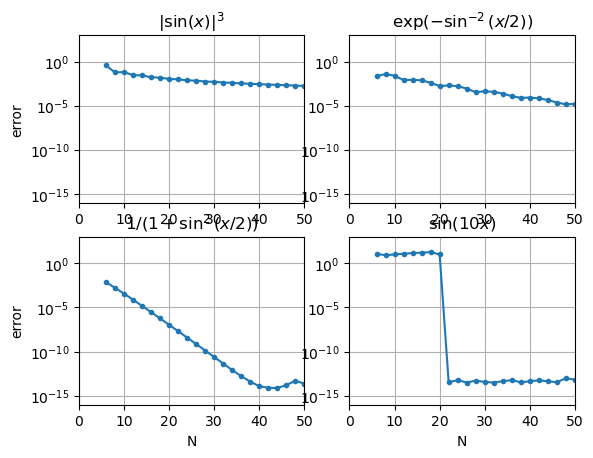 |sin(x)|³
exp(−sin⁻² (x/2))
error
10⁰
10⁻⁵
10⁻¹⁰
10⁻¹⁵
0 10 20 30 40 50
10⁰
10⁻⁵
10⁻¹⁰
10⁻¹⁵
0 10 20 30 40 50
1/(1 + sin²(x/2))
sin(10x)
error
10⁰
10⁻⁵
10⁻¹⁰
10⁻¹⁵
0 10 20 30 40 50
N
10⁰
10⁻⁵
10⁻¹⁰
10⁻¹⁵
0 10 20 30 40 50
N